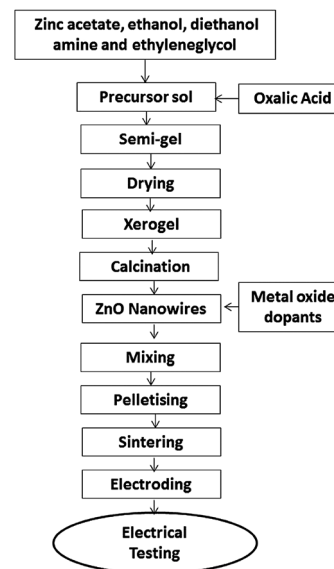 Zinc acetate, ethanol, diethanol
amine and ethyleneglycol
Precursor sol
Oxalic Acid
Semi-gel
Drying
Xerogel
Calcination
ZnO Nanowires
Metal oxide
dopants
Mixing
Pelletising
Sintering
Electroding
Electrical
Testing